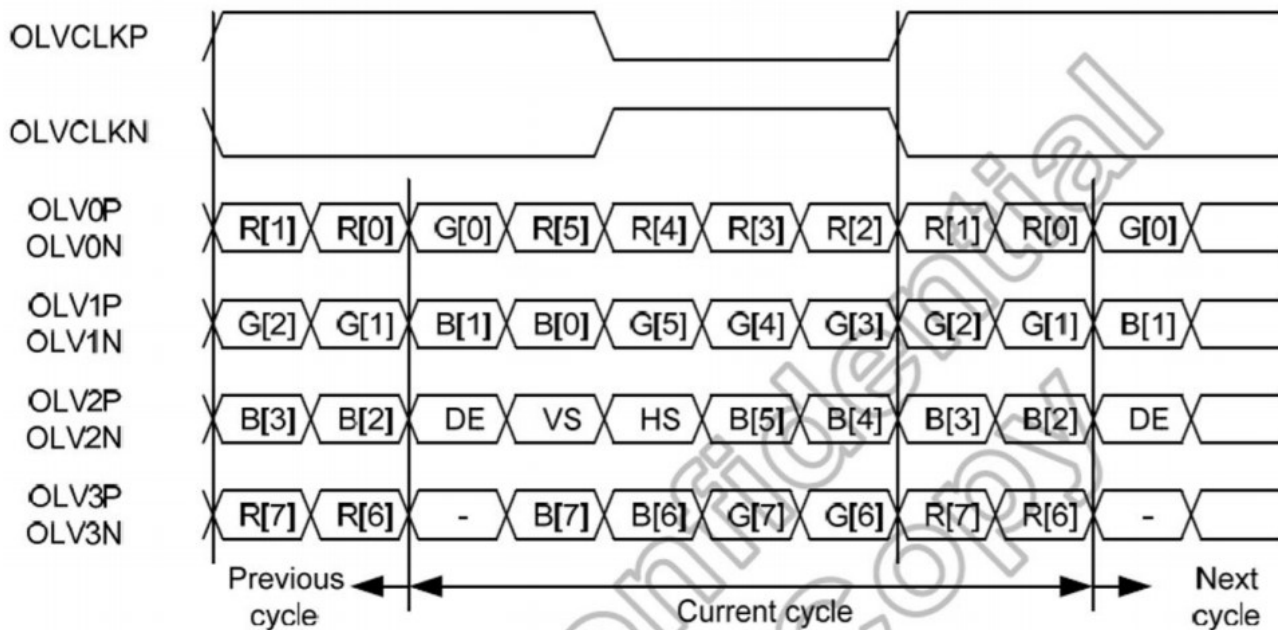 OLVCLKP
OLVCLKN
OLV0P
OLV0N
R[1] R[0] G[0] R[5] R[4] R[3] R[2] R[1] R[0] G[0]
OLV1P
OLV1N
G[2] G[1] B[1] B[0] G[5] G[4] G[3] G[2] G[1] B[1]
OLV2P
OLV2N
B[3] B[2] DE VS HS B[5] B[4] B[3] B[2] DE
OLV3P
OLV3N
R[7] R[6] - B[7] B[6] G[7] G[6] R[7] R[6] -
Previous
cycle
Current cycle
Next
cycle
Confidential
Copy